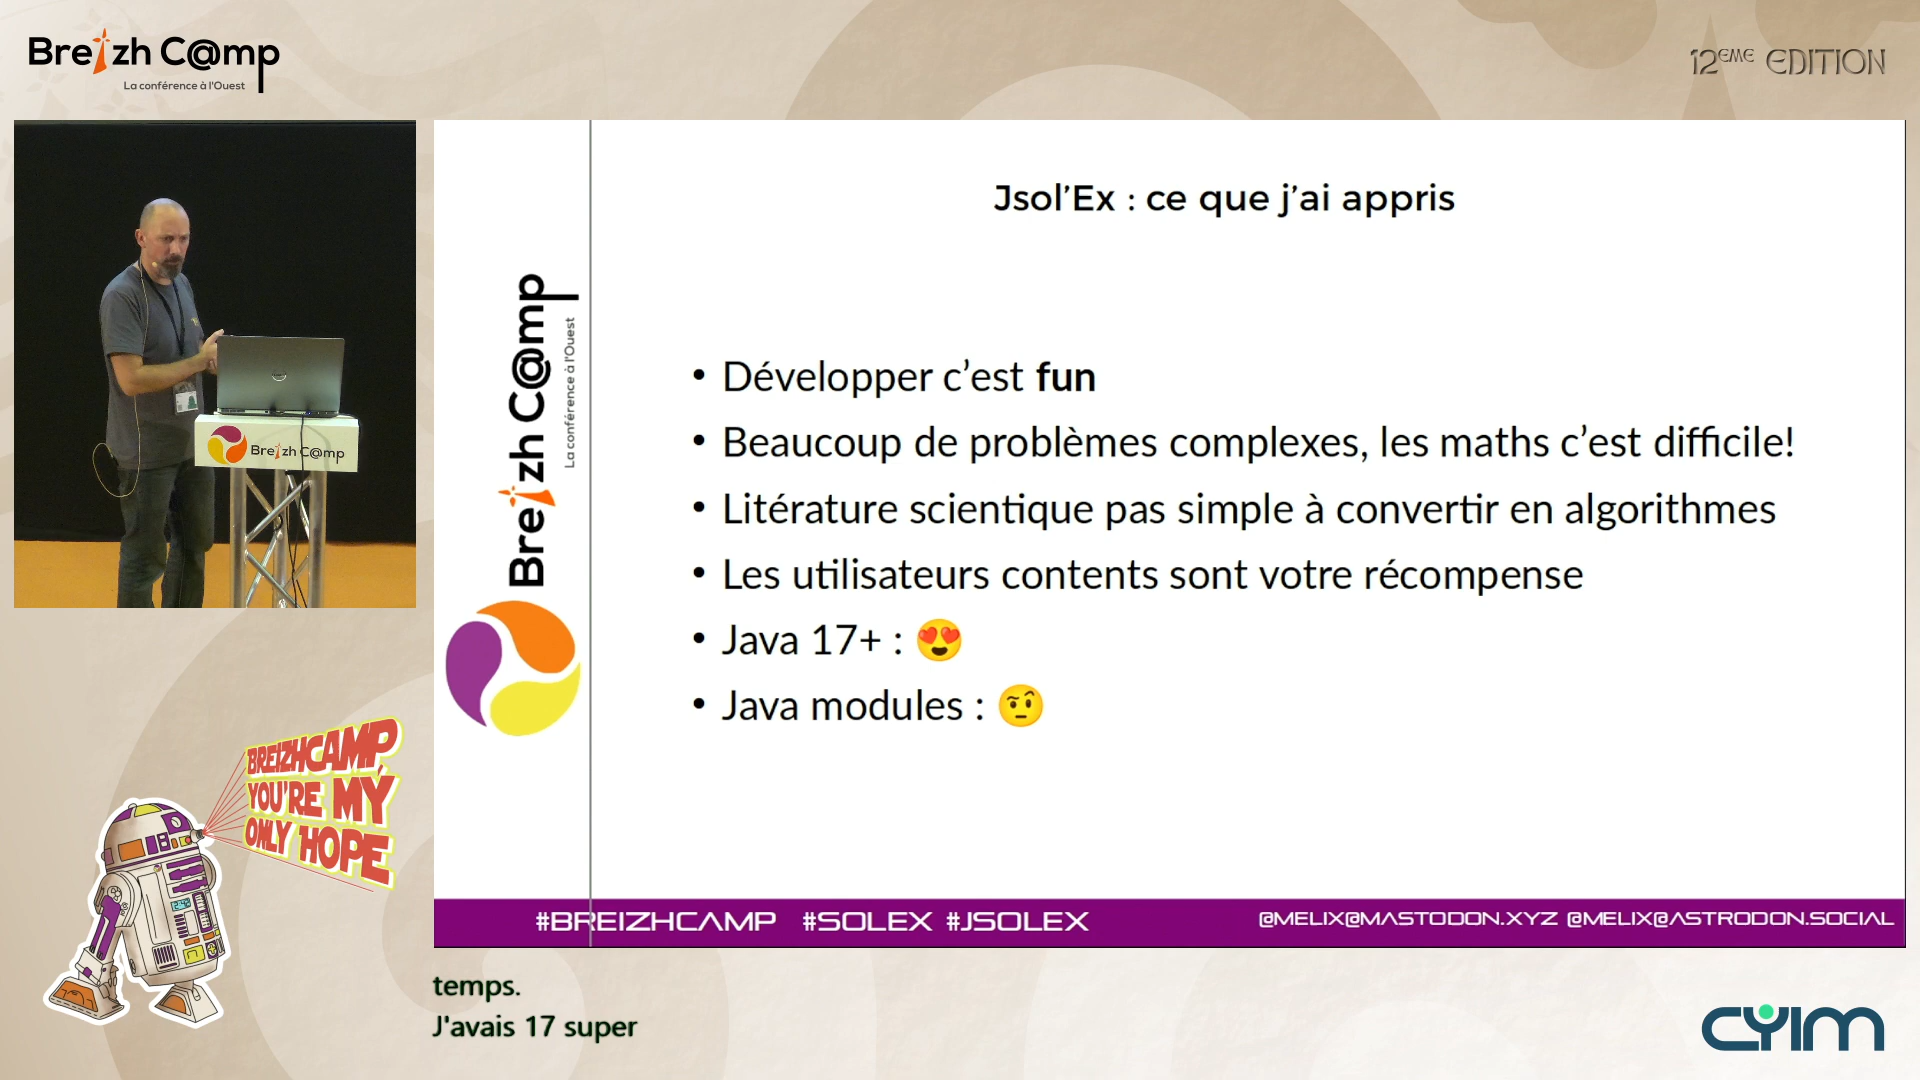 Breizh C@mp
La conférence à l'Ouest
12EME EDITION
Jsol'Ex : ce que j'ai appris
Breizh C@mp
La conférence à l'Ouest
• Développer c'est fun
• Beaucoup de problèmes complexes, les maths c'est difficile!
• Litérature scientique pas simple à convertir en algorithmes
• Les utilisateurs contents sont votre récompense
• Java 17+ : 😍
• Java modules : 🤨
Breizh C@mp
BREIZHCAMP
YOU'RE MY
ONLY HOPE
#BREIZHCAMP #SOLEX #JSOLEX
@MELIX@MASTODON.XYZ @MELIX@ASTRODON.SOCIAL
temps.
J'avais 17 super
CYIM